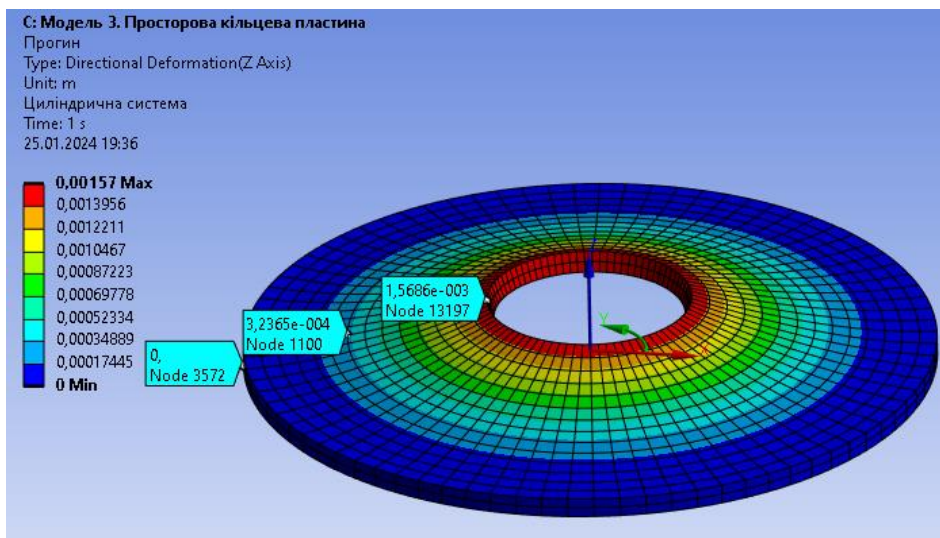 C: Модель 3. Просторова кільцева пластина
Прогин
Type: Directional Deformation(Z Axis)
Unit: m
Циліндрична система
Time: 1 s
25.01.2024 19:36
0,00157 Max
0,0013956
0,0012211
0,0010467
0,00087223
0,00069778
0,00052334
0,00034889
0,00017445
0 Min
1,5686e-003
Node 13197
3,2365e-004
Node 1100
0,
Node 3572
Y
X